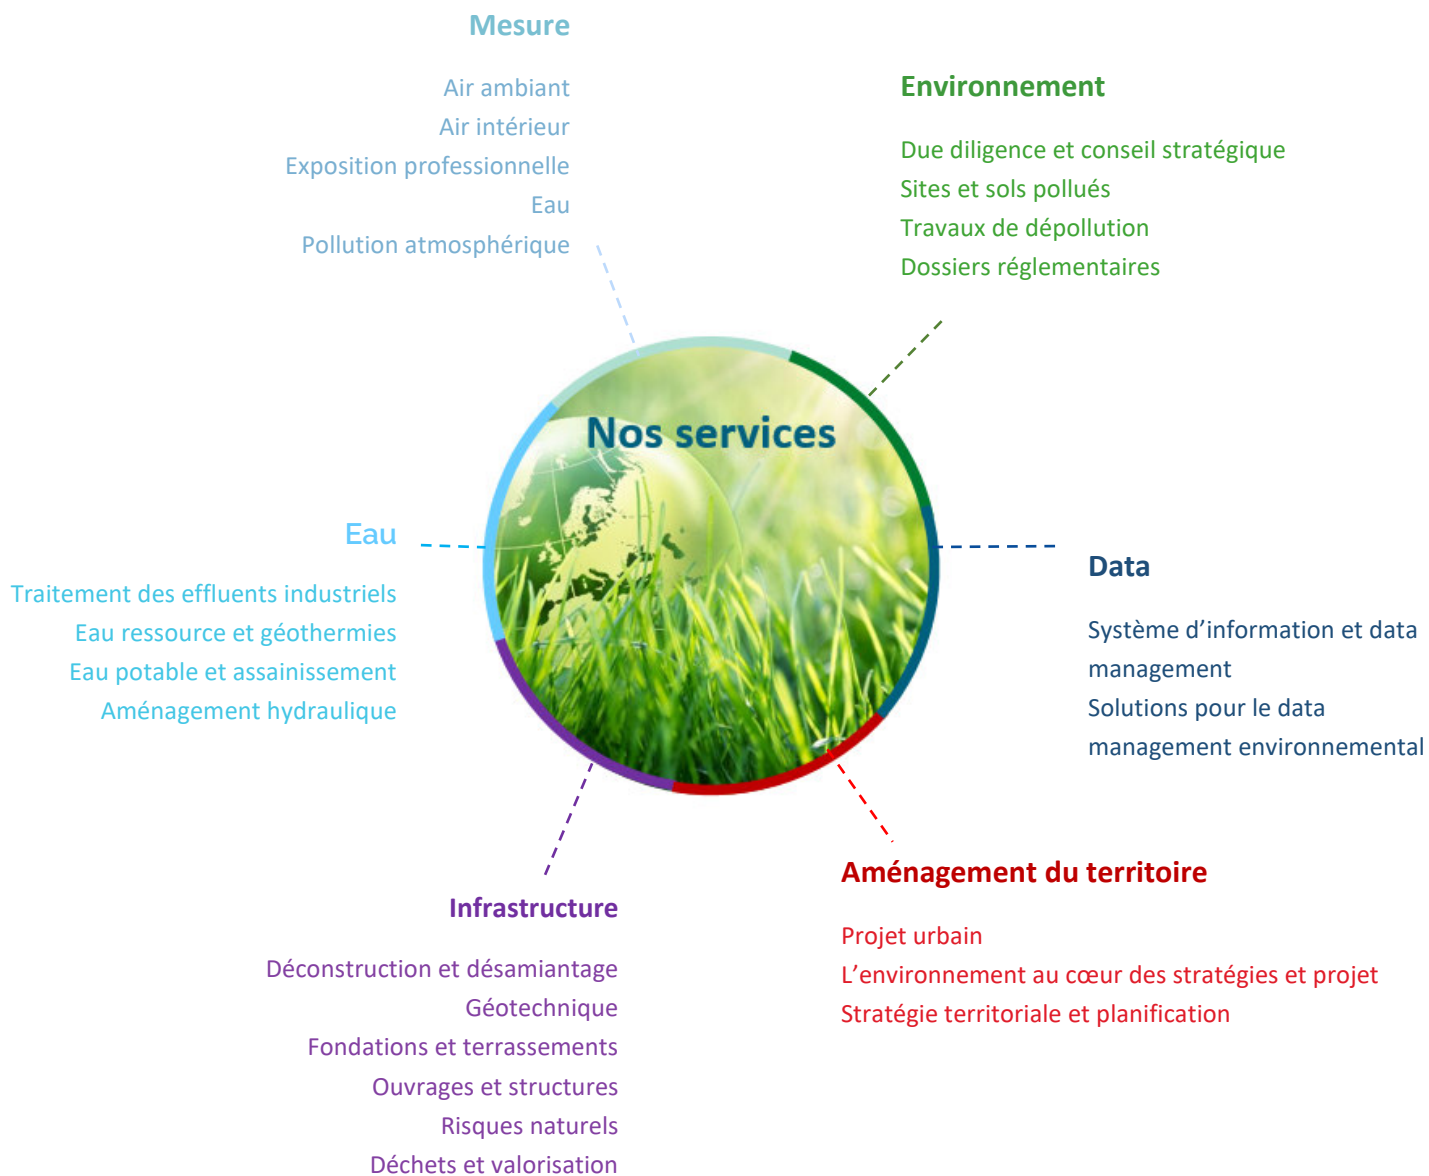 Mesure
Air ambiant
Air intérieur
Exposition professionnelle
Eau
Pollution atmosphérique
Environnement
Due diligence et conseil stratégique
Sites et sols pollués
Travaux de dépollution
Dossiers réglementaires
Nos services
Eau
Traitement des effluents industriels
Eau ressource et géothermies
Eau potable et assainissement
Aménagement hydraulique
Data
Système d’information et data
management
Solutions pour le data
management environnemental
Aménagement du territoire
Projet urbain
L’environnement au cœur des stratégies et projet
Stratégie territoriale et planification
Infrastructure
Déconstruction et désamiantage
Géotechnique
Fondations et terrassements
Ouvrages et structures
Risques naturels
Déchets et valorisation